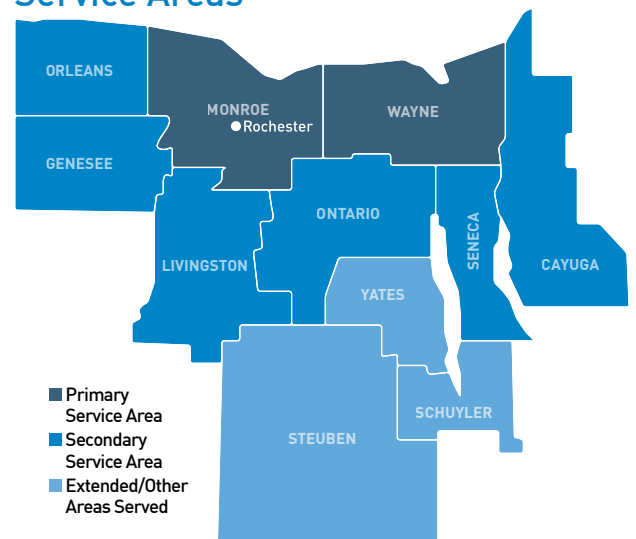 Service Areas
ORLEANS
MONROE
Rochester
WAYNE
GENESEE
ONTARIO
SENECA
LIVINGSTON
CAYUGA
YATES
SCHUYLER
STEUBEN
Primary
Service Area
Secondary
Service Area
Extended/Other
Areas Served